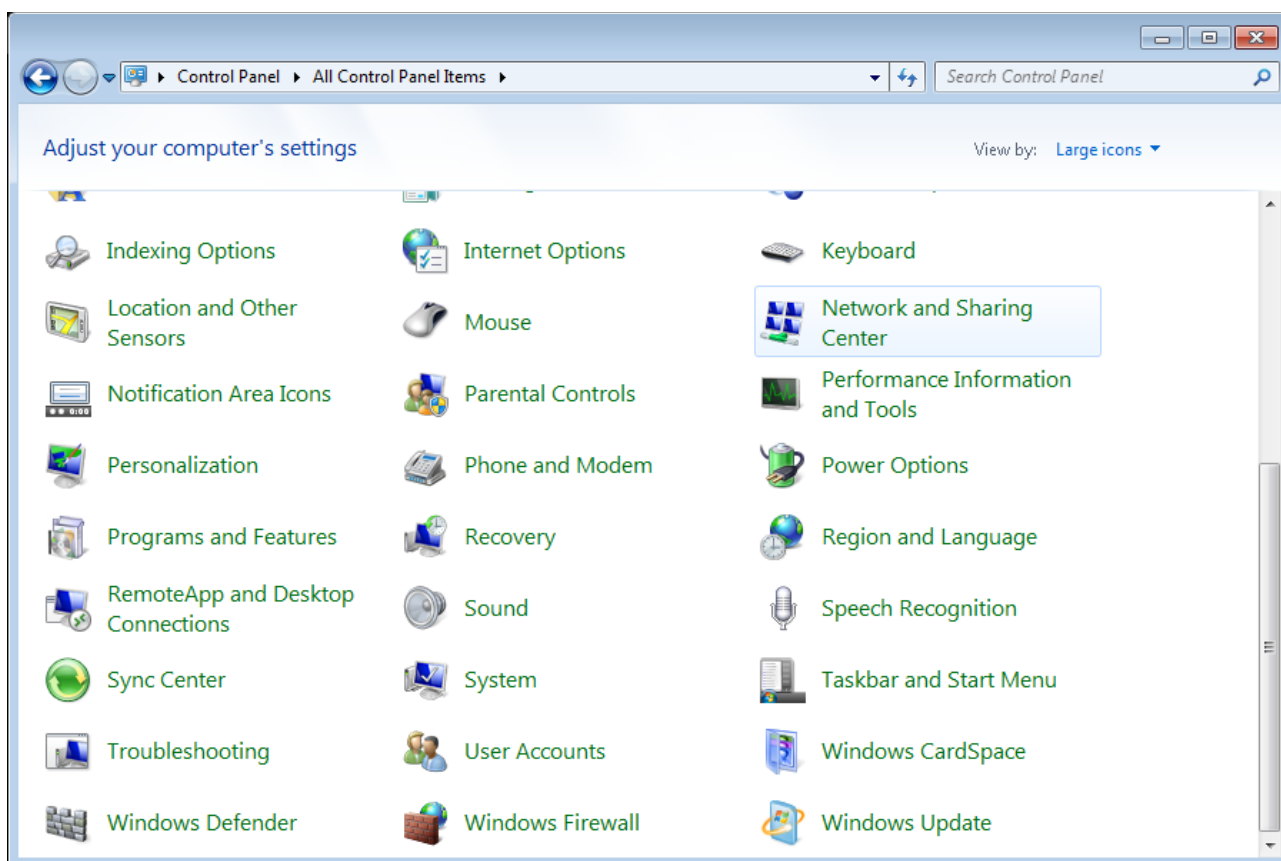 Control Panel ▸ All Control Panel Items ▸
Search Control Panel
Adjust your computer's settings
View by: Large icons
Indexing Options
Internet Options
Keyboard
Location and Other
Sensors
Mouse
Network and Sharing
Center
Notification Area Icons
Parental Controls
Performance Information
and Tools
Personalization
Phone and Modem
Power Options
Programs and Features
Recovery
Region and Language
RemoteApp and Desktop
Connections
Sound
Speech Recognition
Sync Center
System
Taskbar and Start Menu
Troubleshooting
User Accounts
Windows CardSpace
Windows Defender
Windows Firewall
Windows Update